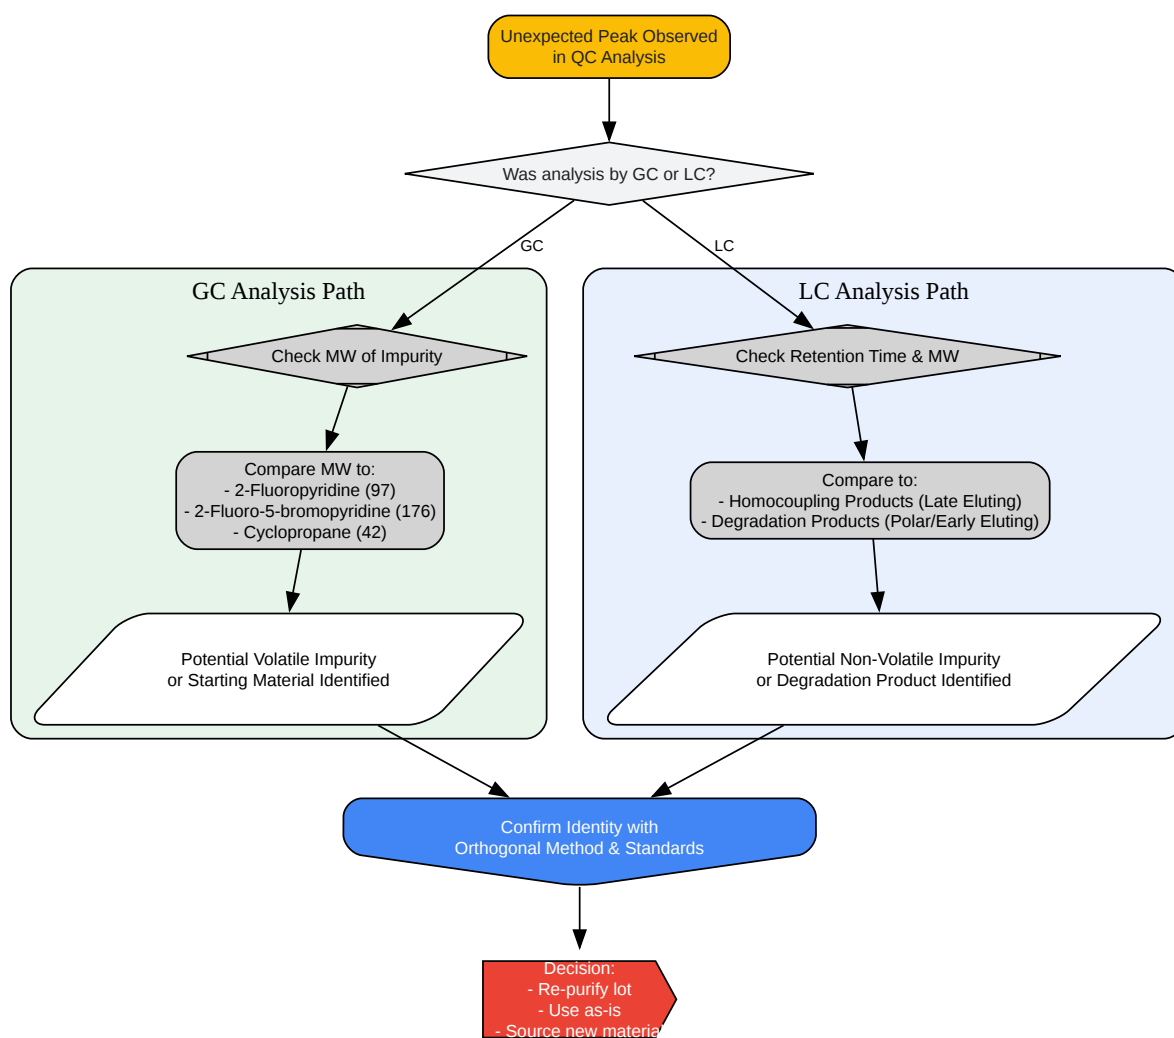 Unexpected Peak Observed
in QC Analysis
Was analysis by GC or LC?
GC
LC
GC Analysis Path
Check MW of Impurity
Compare MW to:
- 2-Fluoropyridine (97)
- 2-Fluoro-5-bromopyridine (176)
- Cyclopropane (42)
Potential Volatile Impurity
or Starting Material Identified
LC Analysis Path
Check Retention Time & MW
Compare to:
- Homocoupling Products (Late Eluting)
- Degradation Products (Polar/Early Eluting)
Potential Non-Volatile Impurity
or Degradation Product Identified
Confirm Identity with
Orthogonal Method & Standards
Decision:
- Re-purify lot
- Use as-is
- Source new material